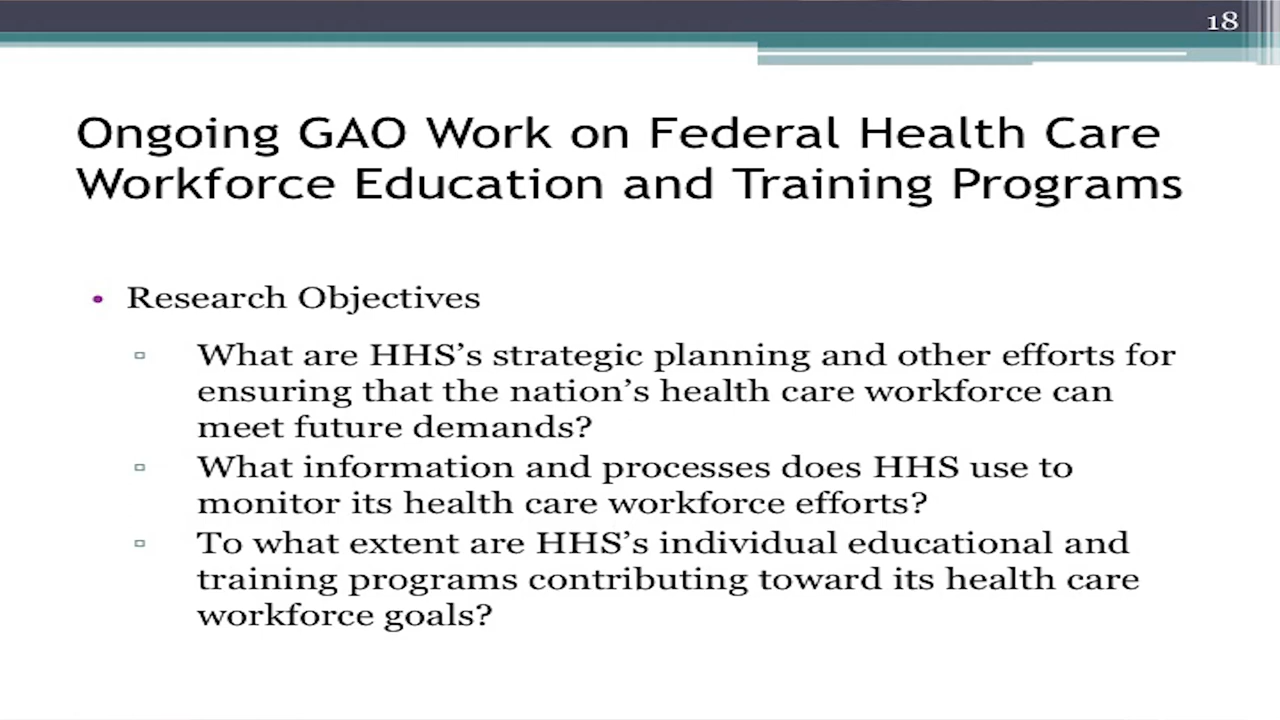 18
Ongoing GAO Work on Federal Health Care
Workforce Education and Training Programs
• Research Objectives
▫ What are HHS’s strategic planning and other efforts for
ensuring that the nation’s health care workforce can
meet future demands?
▫ What information and processes does HHS use to
monitor its health care workforce efforts?
▫ To what extent are HHS’s individual educational and
training programs contributing toward its health care
workforce goals?